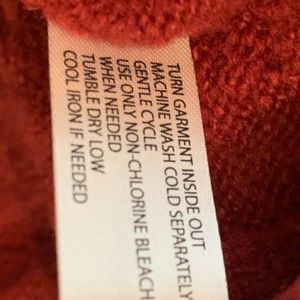 TURN GARMENT INSIDE OUT
MACHINE WASH COLD SEPARATELY
GENTLE CYCLE
USE ONLY NON-CHLORINE BLEACH
WHEN NEEDED
TUMBLE DRY LOW
COOL IRON IF NEEDED